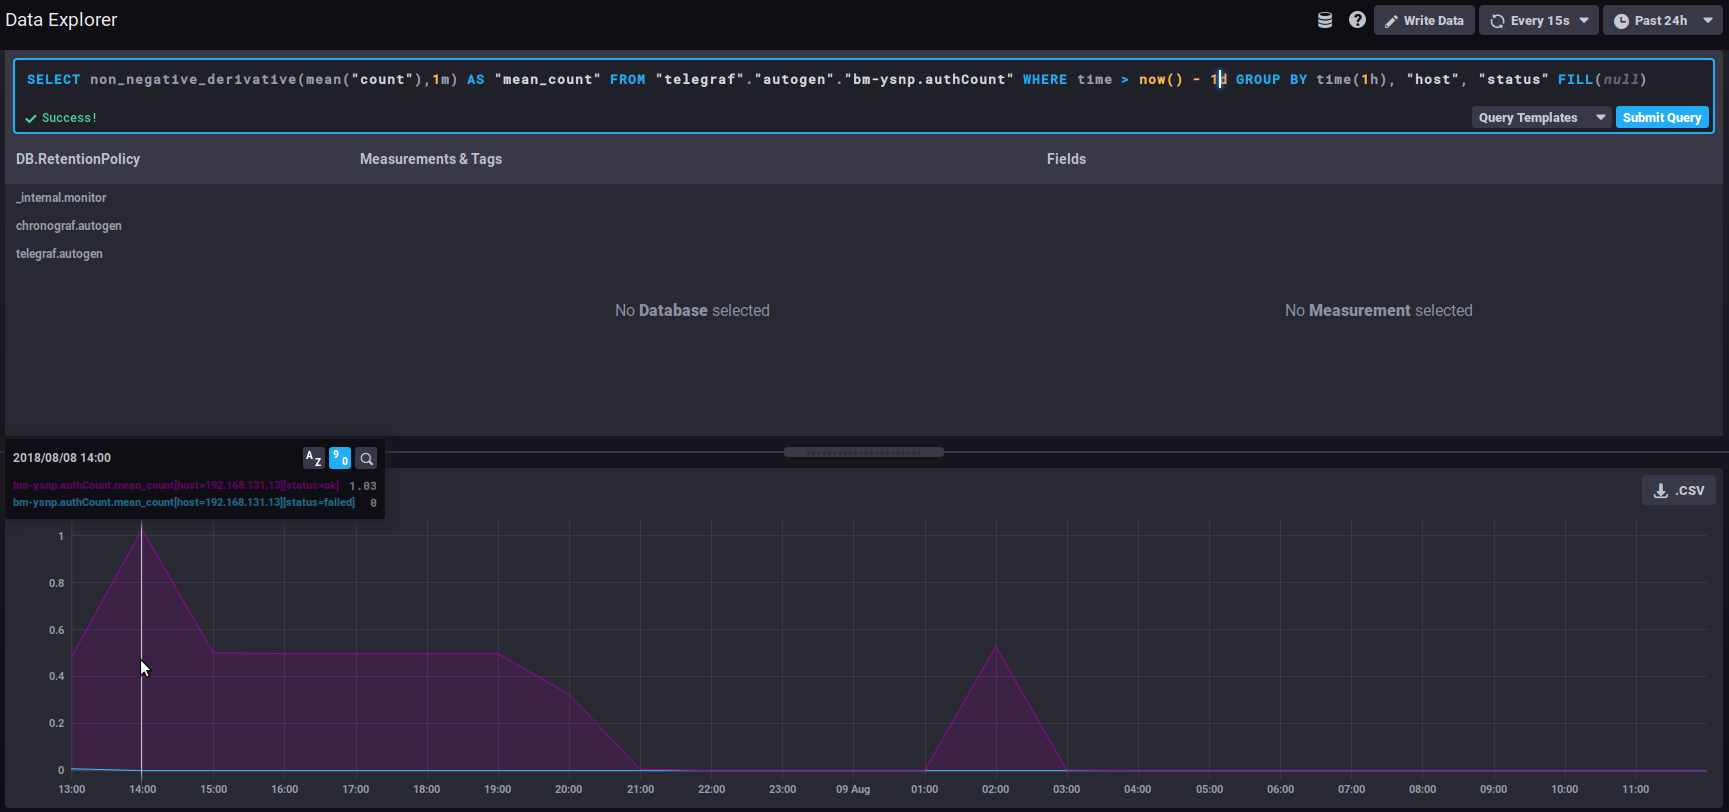 Data Explorer
Write Data
Every 15s
Past 24h
SELECT non_negative_derivative(mean("count"),1m) AS "mean_count" FROM "telegraf"."autogen"."bm-ysnp.authCount" WHERE time > now() - 1d GROUP BY time(1h), "host", "status" FILL(null)
Success!
Query Templates
Submit Query
DB.RetentionPolicy
Measurements & Tags
Fields
_internal.monitor
chronograf.autogen
telegraf.autogen
No Database selected
No Measurement selected
2018/08/08 14:00
A Z
9 0
bm-ysnp.authCount.mean_count[host=192.168.131.13][status=ok] 1.03
bm-ysnp.authCount.mean_count[host=192.168.131.13][status=failed] 0
.CSV
1
0.8
0.6
0.4
0.2
0
13:00 14:00 15:00 16:00 17:00 18:00 19:00 20:00 21:00 22:00 23:00 09 Aug 01:00 02:00 03:00 04:00 05:00 06:00 07:00 08:00 09:00 10:00 11:00